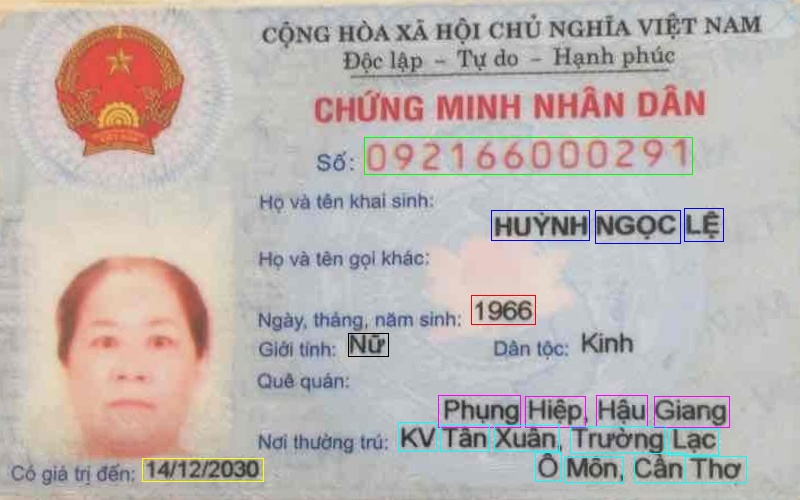 CỘNG HÒA XÃ HỘI CHỦ NGHĨA VIỆT NAM
Độc lập – Tự do – Hạnh phúc
CHỨNG MINH NHÂN DÂN
Số: 092166000291
Họ và tên khai sinh:
HUỲNH NGỌC LỆ
Họ và tên gọi khác:
Ngày, tháng, năm sinh: 1966
Giới tính: Nữ Dân tộc: Kinh
Quê quán:
Phụng Hiệp, Hậu Giang
Nơi thường trú: KV Tân Xuân, Trường Lạc
Ô Môn, Cần Thơ
Có giá trị đến: 14/12/2030